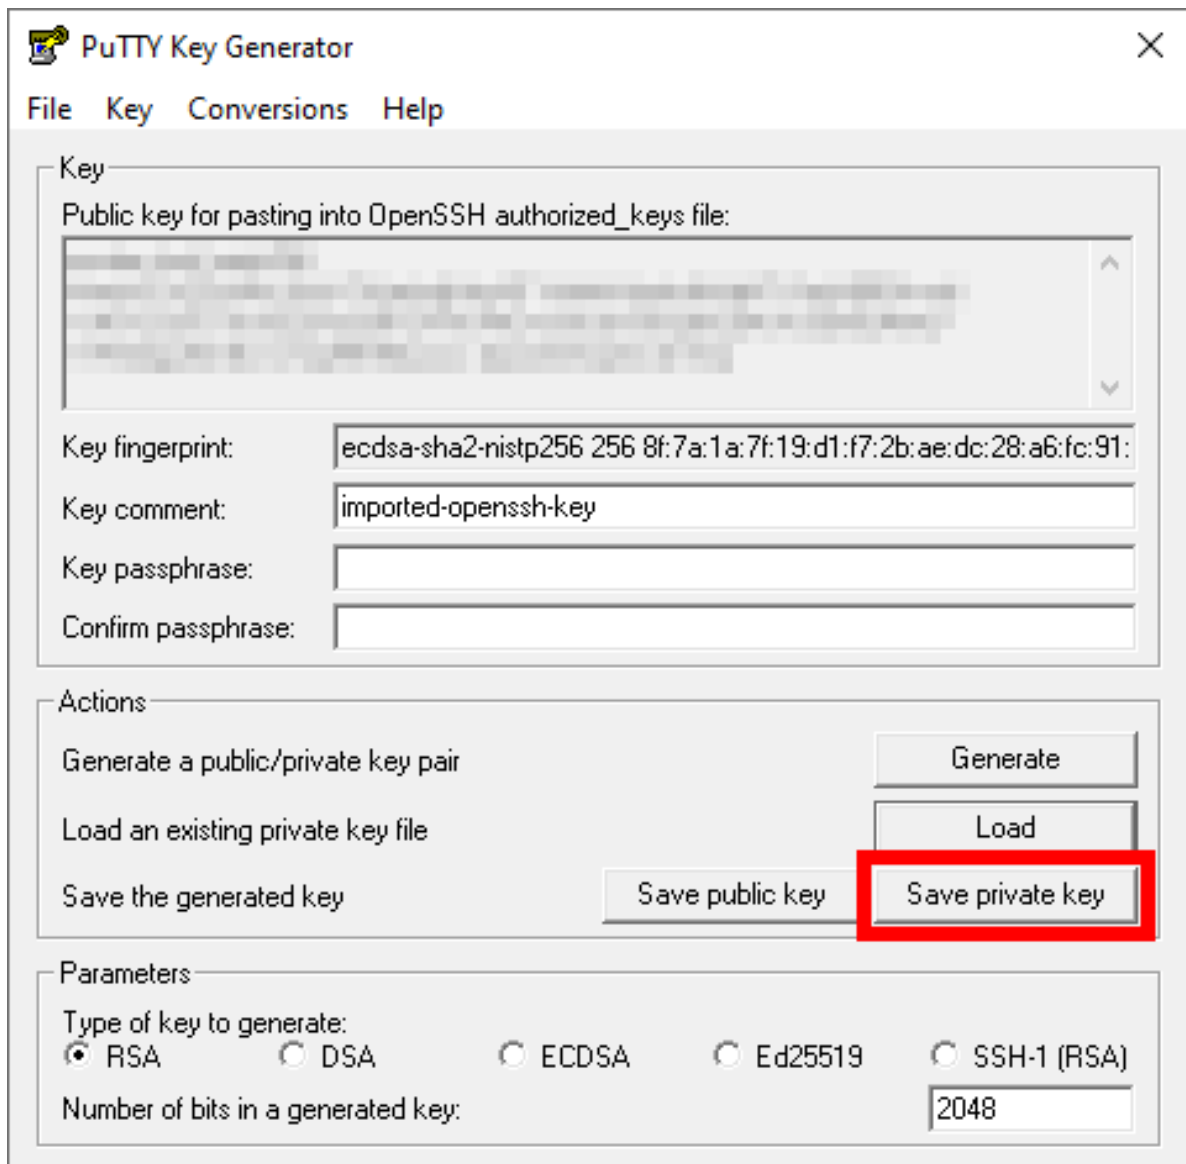 PuTTY Key Generator
File Key Conversions Help
Key
Public key for pasting into OpenSSH authorized_keys file:
Key fingerprint: ecdsa-sha2-nistp256 256 8f:7a:1a:7f:19:d1:f7:2b:ae:dc:28:a6:fc:91:
Key comment: imported-openssh-key
Key passphrase:
Confirm passphrase:
Actions
Generate a public/private key pair Generate
Load an existing private key file Load
Save the generated key Save public key Save private key
Parameters
Type of key to generate:
RSA DSA ECDSA Ed25519 SSH-1 (RSA)
Number of bits in a generated key: 2048